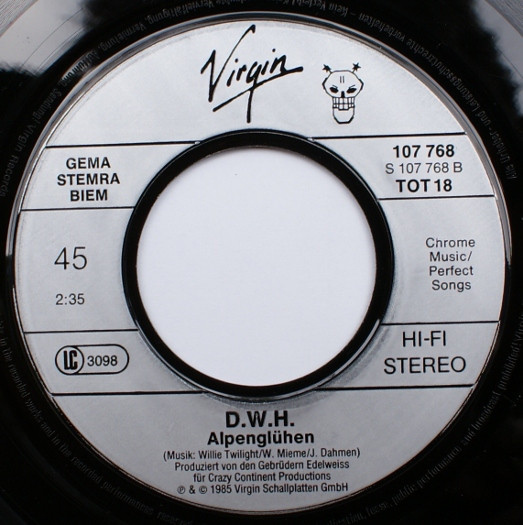 Virgin
GEMA
STEMRA
BIEM
107 768
S 107 768 B
TOT 18
45
2:35
Chrome
Music/
Perfect
Songs
LC 3098
HI-FI
STEREO
D.W.H.
Alpenglühen
(Musik: Willie Twilight/W. Mieme/J. Dahmen)
Produziert von den Gebrüdern Edelweiss
für Crazy Continent Productions
℗ & © 1985 Virgin Schallplatten GmbH